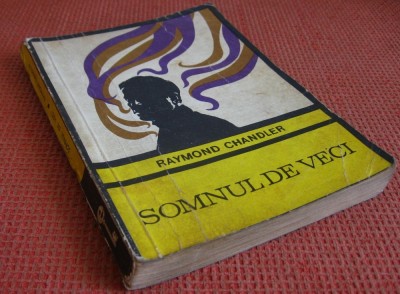 RAYMOND CHANDLER
SOMNUL DE VECI